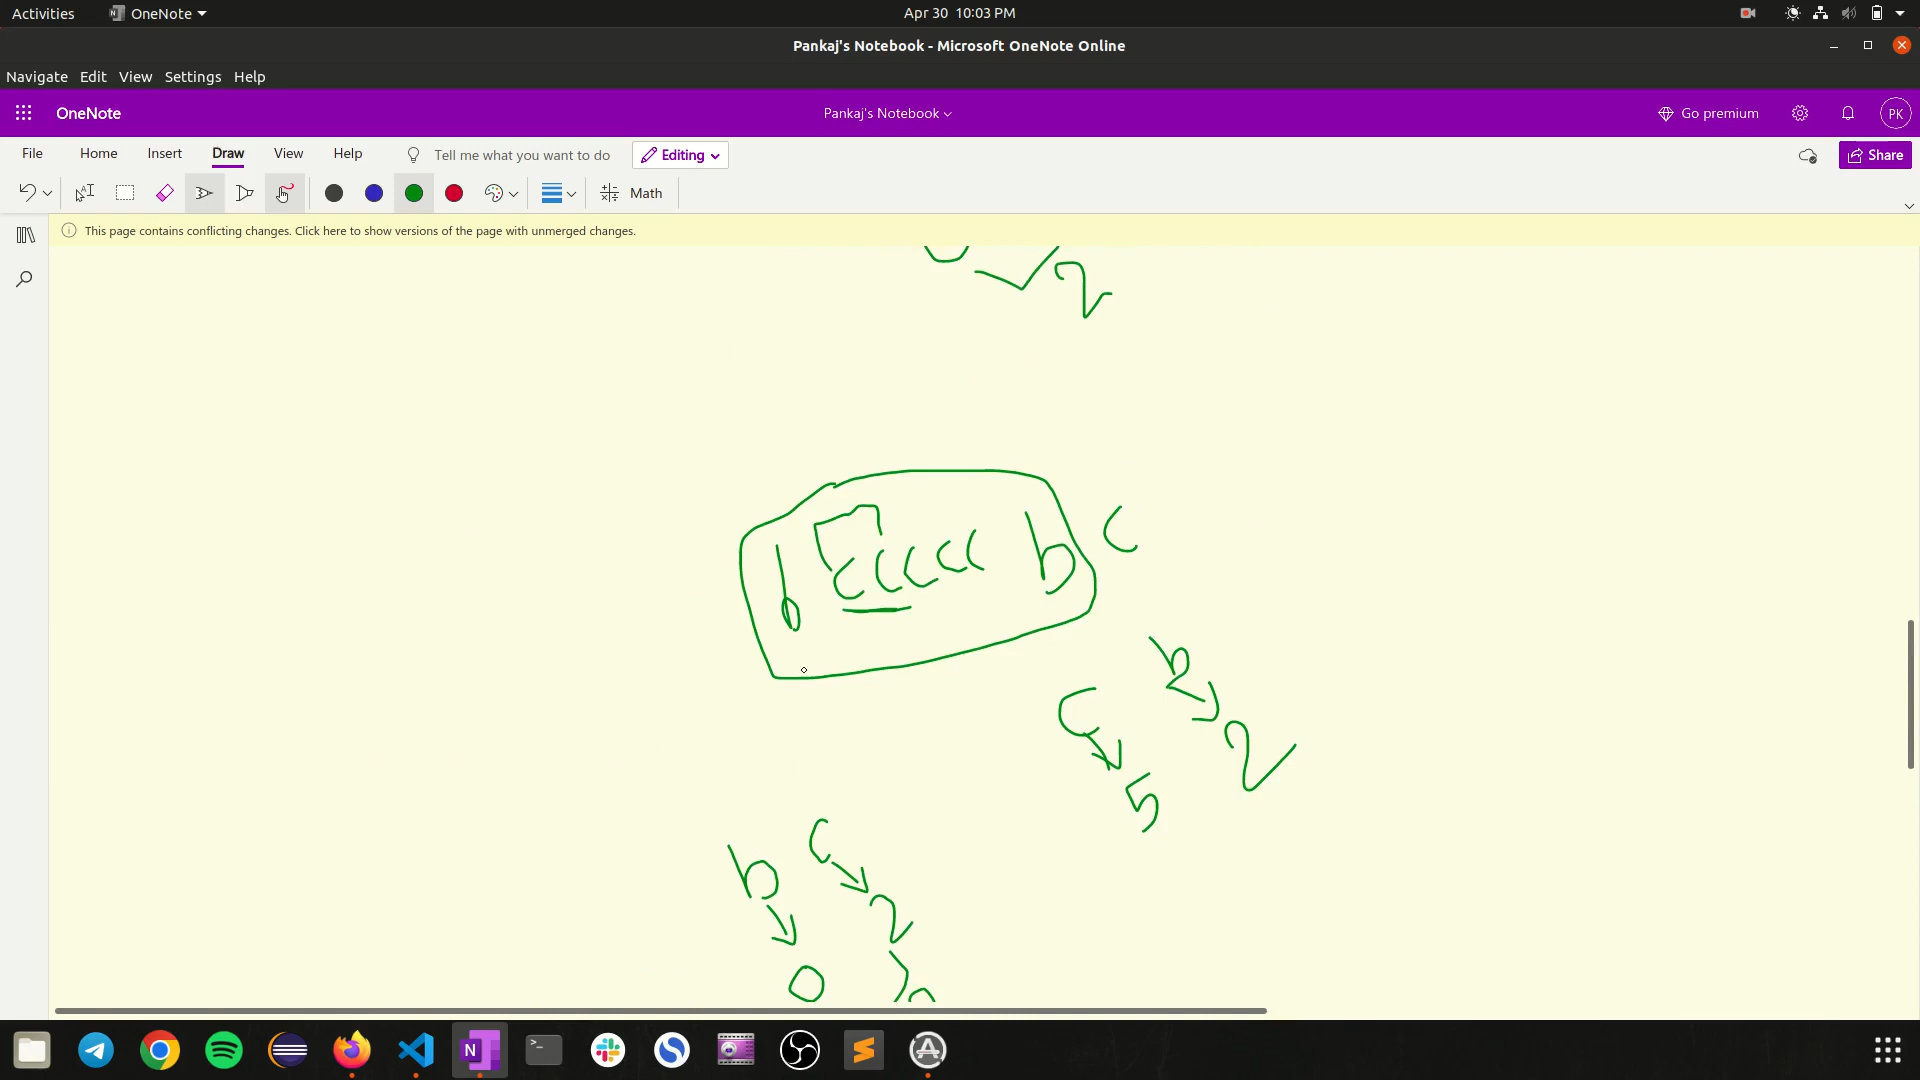 Activities OneNote Apr 30 10:03 PM
Pankaj's Notebook - Microsoft OneNote Online
Navigate Edit View Settings Help
OneNote Pankaj's Notebook Go premium PK
File Home Insert Draw View Help Tell me what you want to do Editing Share
Math
This page contains conflicting changes. Click here to show versions of the page with unmerged changes.
2
b c c c c c b c
c b
5 2
b c
0 2